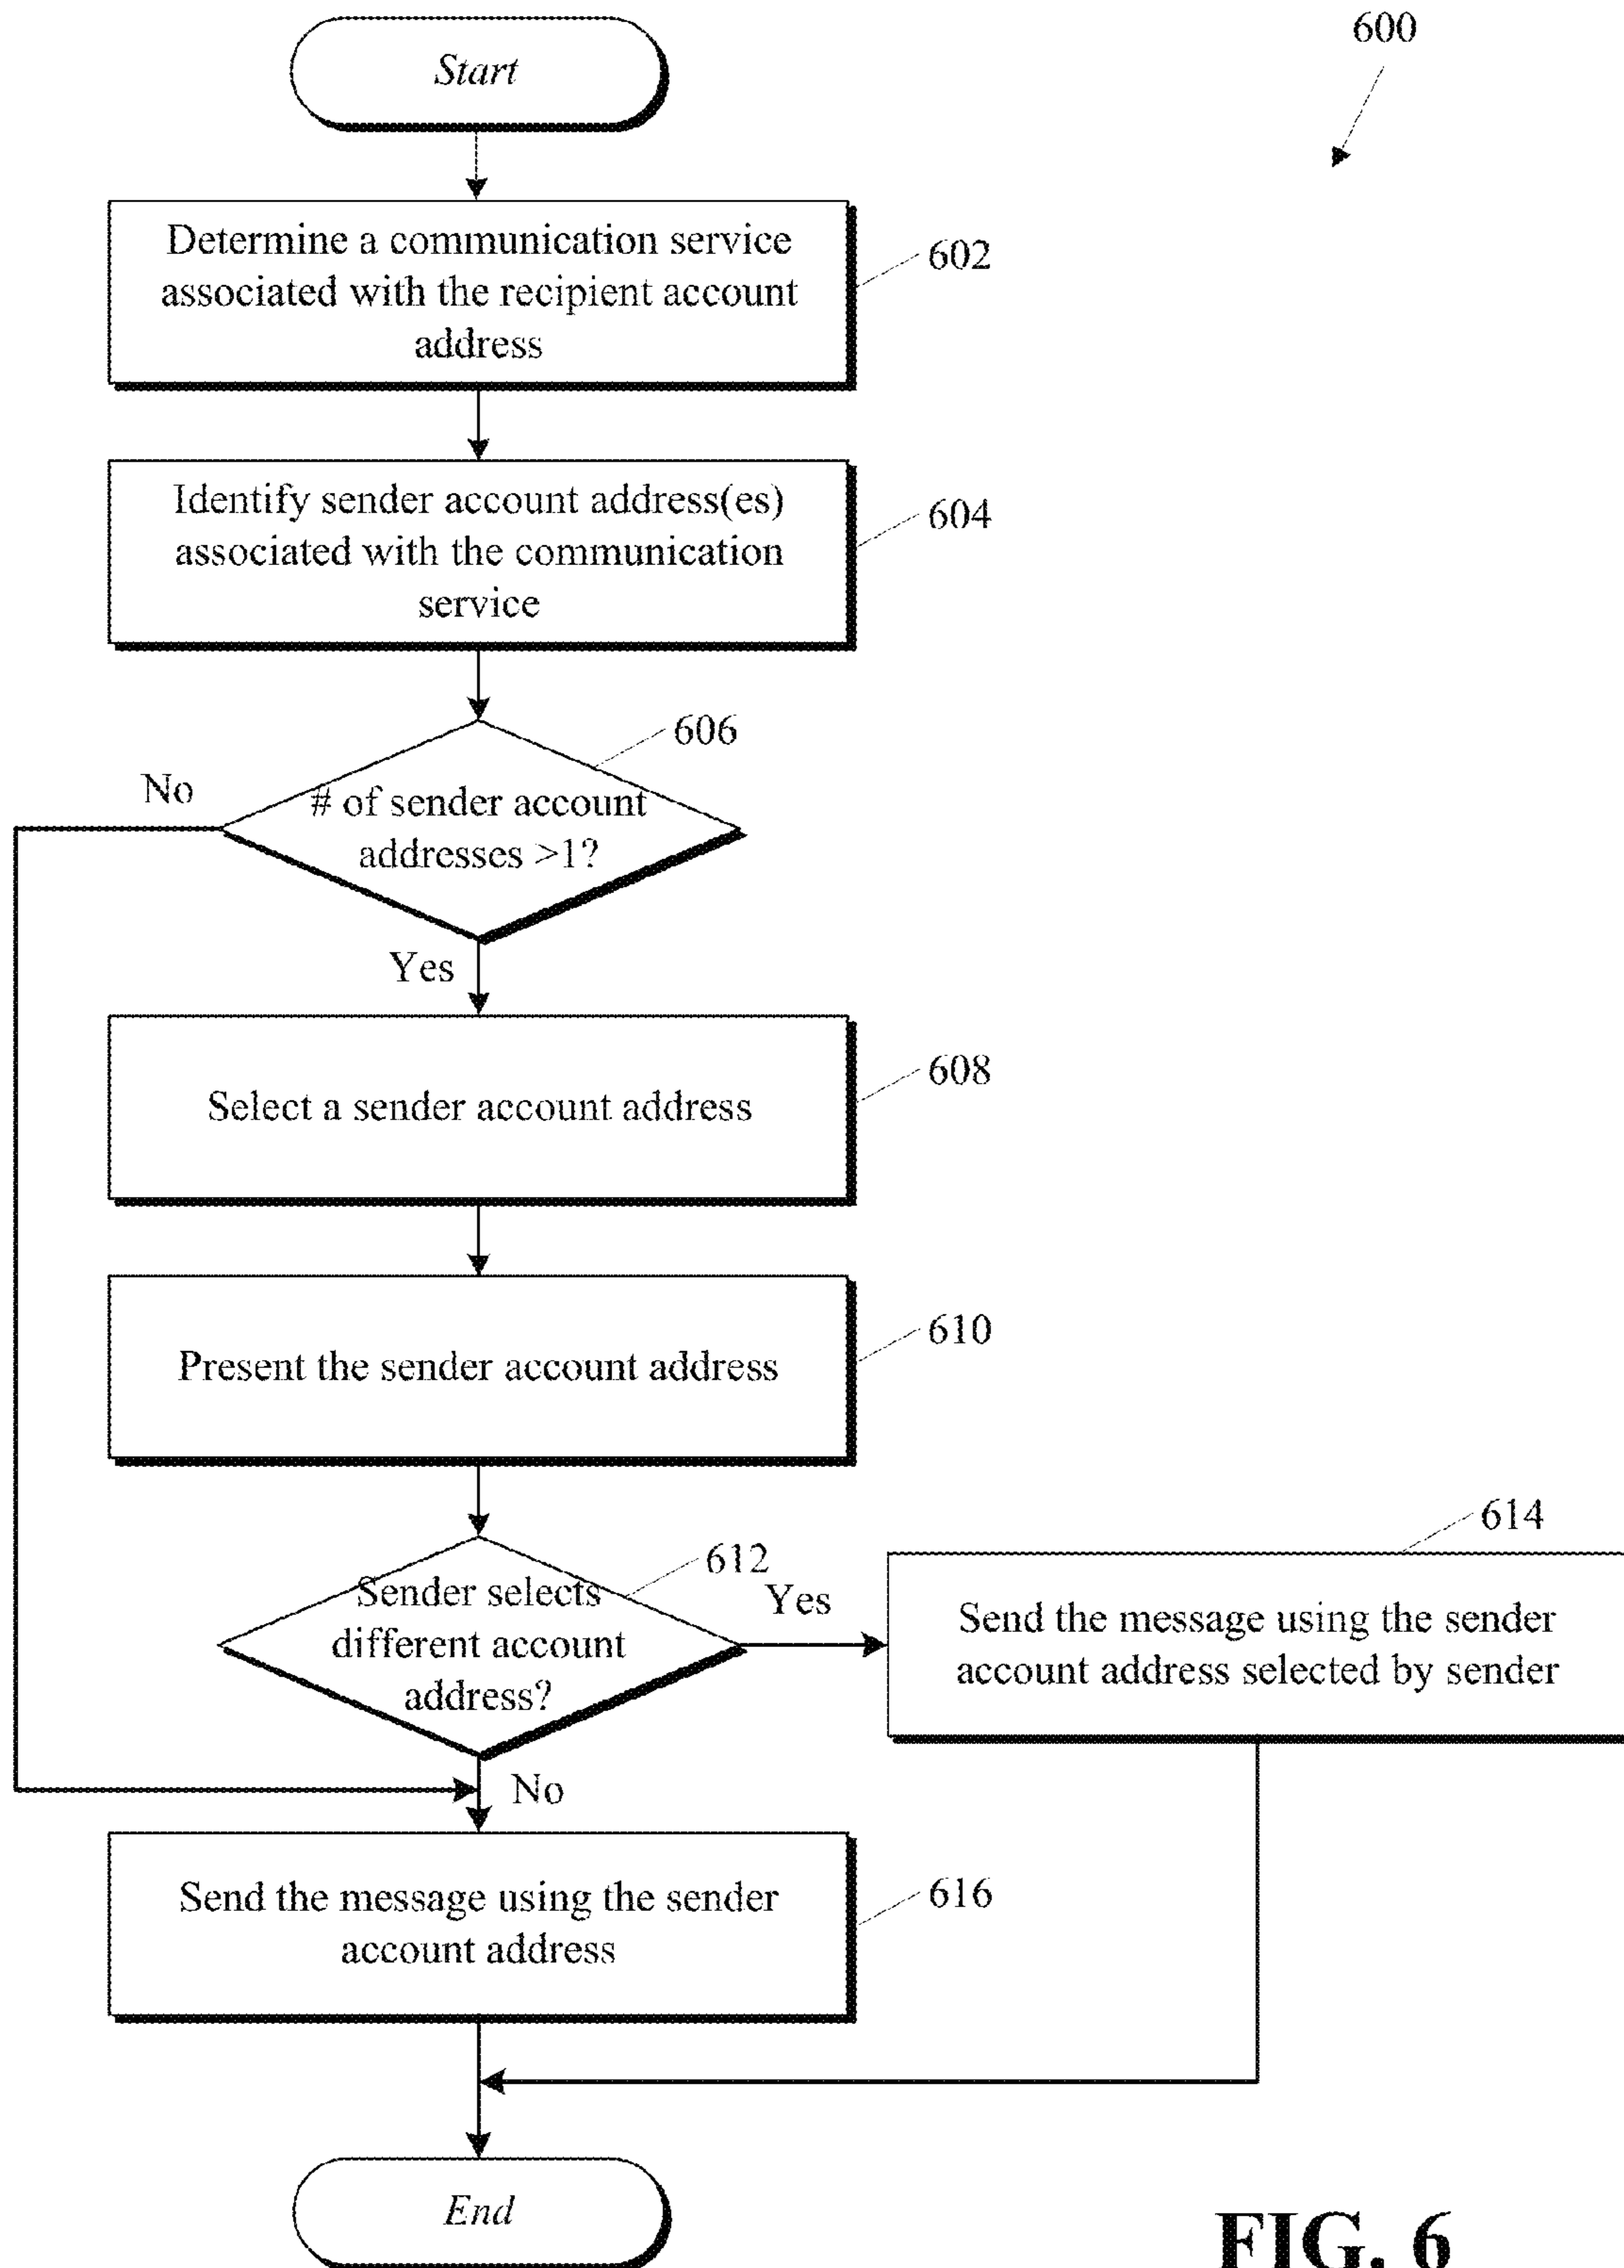 Start
600
Determine a communication service
associated with the recipient account
address
602
Identify sender account address(es)
associated with the communication
service
604
606
No
# of sender account
addresses >1?
Yes
608
Select a sender account address
610
Present the sender account address
614
612
Sender selects
different account
address?
Yes
Send the message using the sender
account address selected by sender
No
Send the message using the sender
account address
616
End
FIG. 6